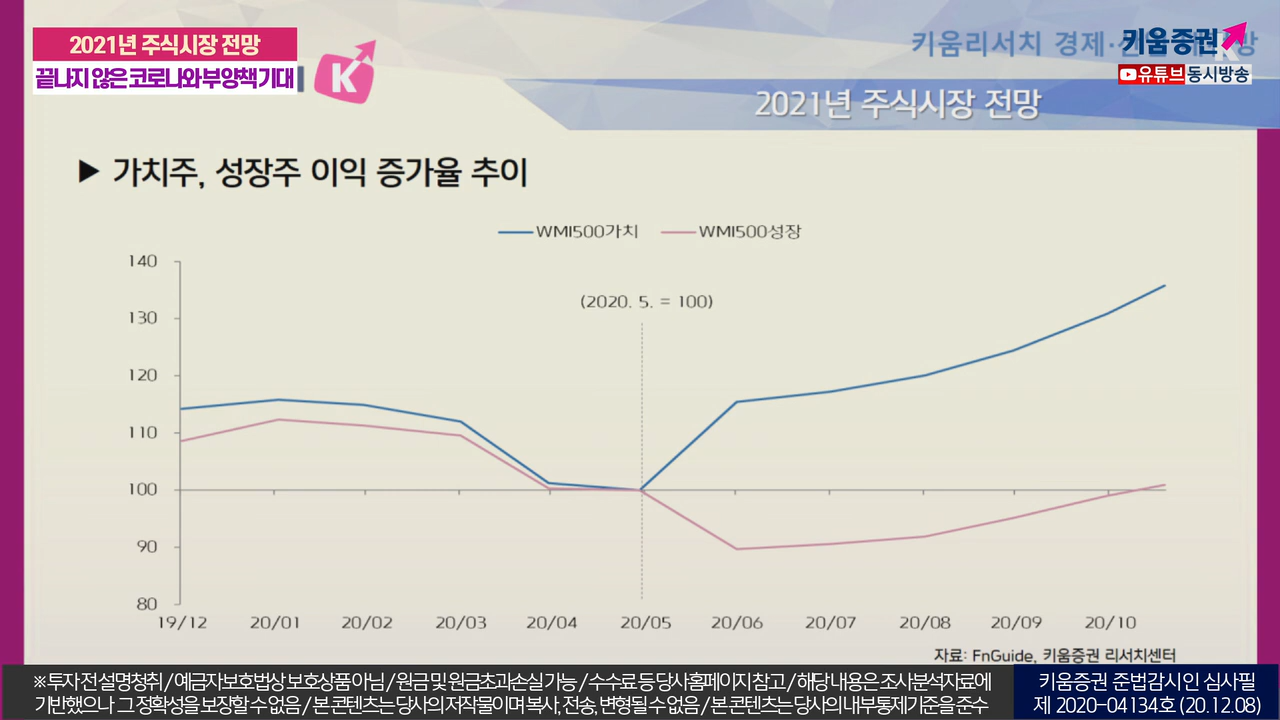 2021년 주식시장 전망
끝나지 않은 코로나와 부양책 기대
K
키움리서치 경제·
키움증권
유튜브 동시방송
2021년 주식시장 전망
▶ 가치주, 성장주 이익 증가율 추이
WMI500가치 WMI500성장
(2020. 5. = 100)
140
130
120
110
100
90
80
19/12 20/01 20/02 20/03 20/04 20/05 20/06 20/07 20/08 20/09 20/10
자료: FnGuide, 키움증권 리서치센터
※ 투자 전 설명청취 / 예금자보호법상 보호상품 아님 / 원금 및 원금초과손실 가능 / 수수료 등 당사 홈페이지 참고 / 해당 내용은 조사분석자료에
기반했으나 그 정확성을 보장할 수 없음 / 본 콘텐츠는 당사의 저작물이며 복사, 전송, 변형될 수 없음 / 본 콘텐츠는 당사의 내부통제기준을 준수
키움증권 준법감시인 심사필
제 2020-04134호 (20.12.08)